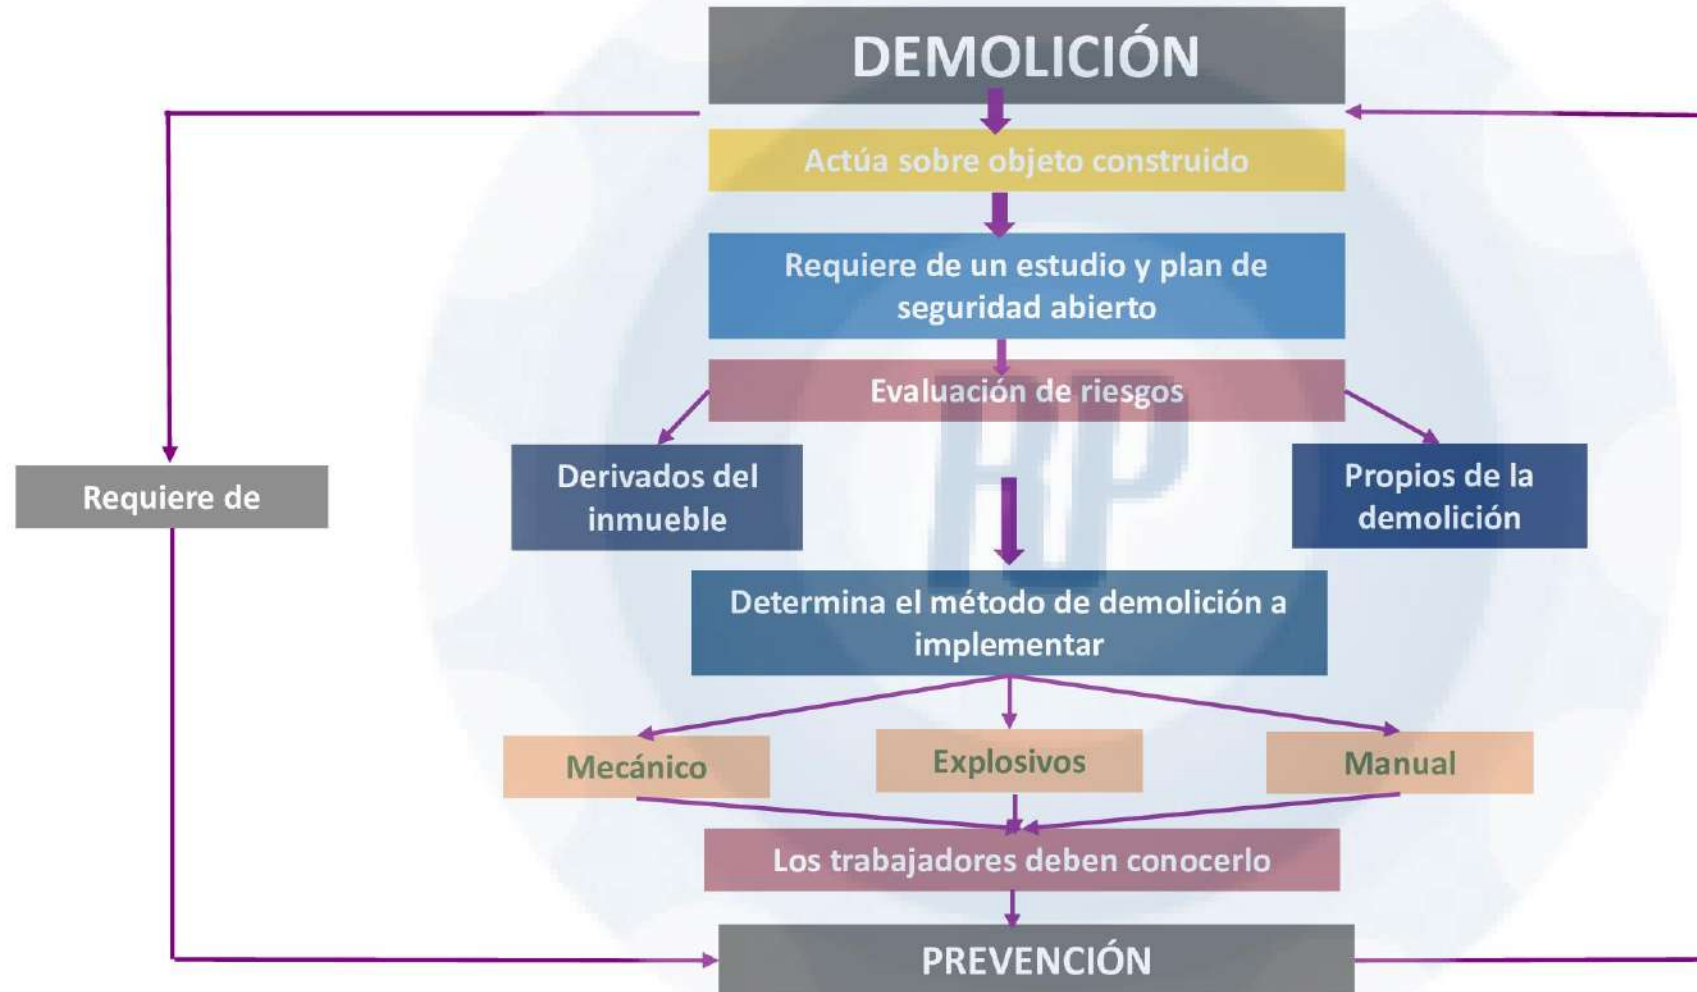 DEMOLICIÓN
Actúa sobre objeto construido
Requiere de un estudio y plan de
seguridad abierto
Evaluación de riesgos
Derivados del
inmueble
Propios de la
demolición
Requiere de
RP
Determina el método de demolición a
implementar
Mecánico
Explosivos
Manual
Los trabajadores deben conocerlo
PREVENCIÓN